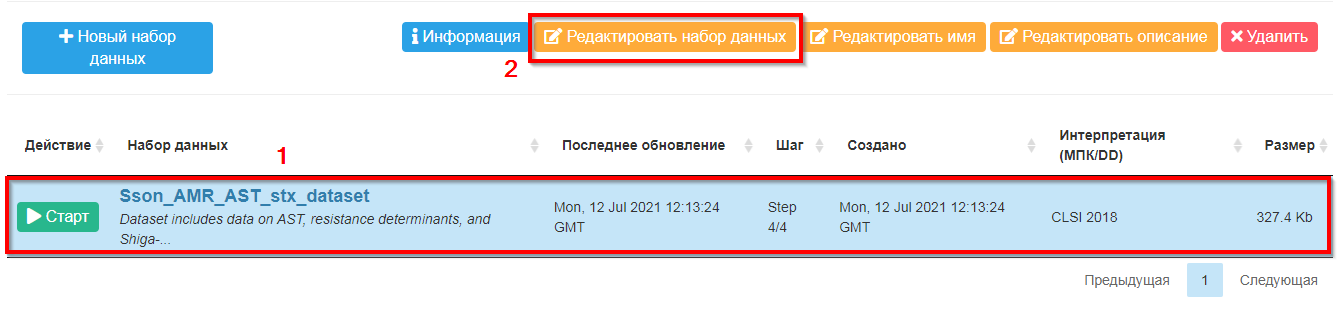 Новый набор данных
Информация
Редактировать набор данных
Редактировать имя
Редактировать описание
Удалить
2
Действие
Набор данных
1
Последнее обновление
Шаг
Создано
Интерпретация
(МПК/DD)
Размер
Старт
Sson_AMR_AST_stx_dataset
Dataset includes data on AST, resistance determinants, and
Shiga-...
Mon, 12 Jul 2021 12:13:24
GMT
Step
4/4
Mon, 12 Jul 2021 12:13:24
GMT
CLSI 2018
327.4 Kb
Предыдущая
1
Следующая